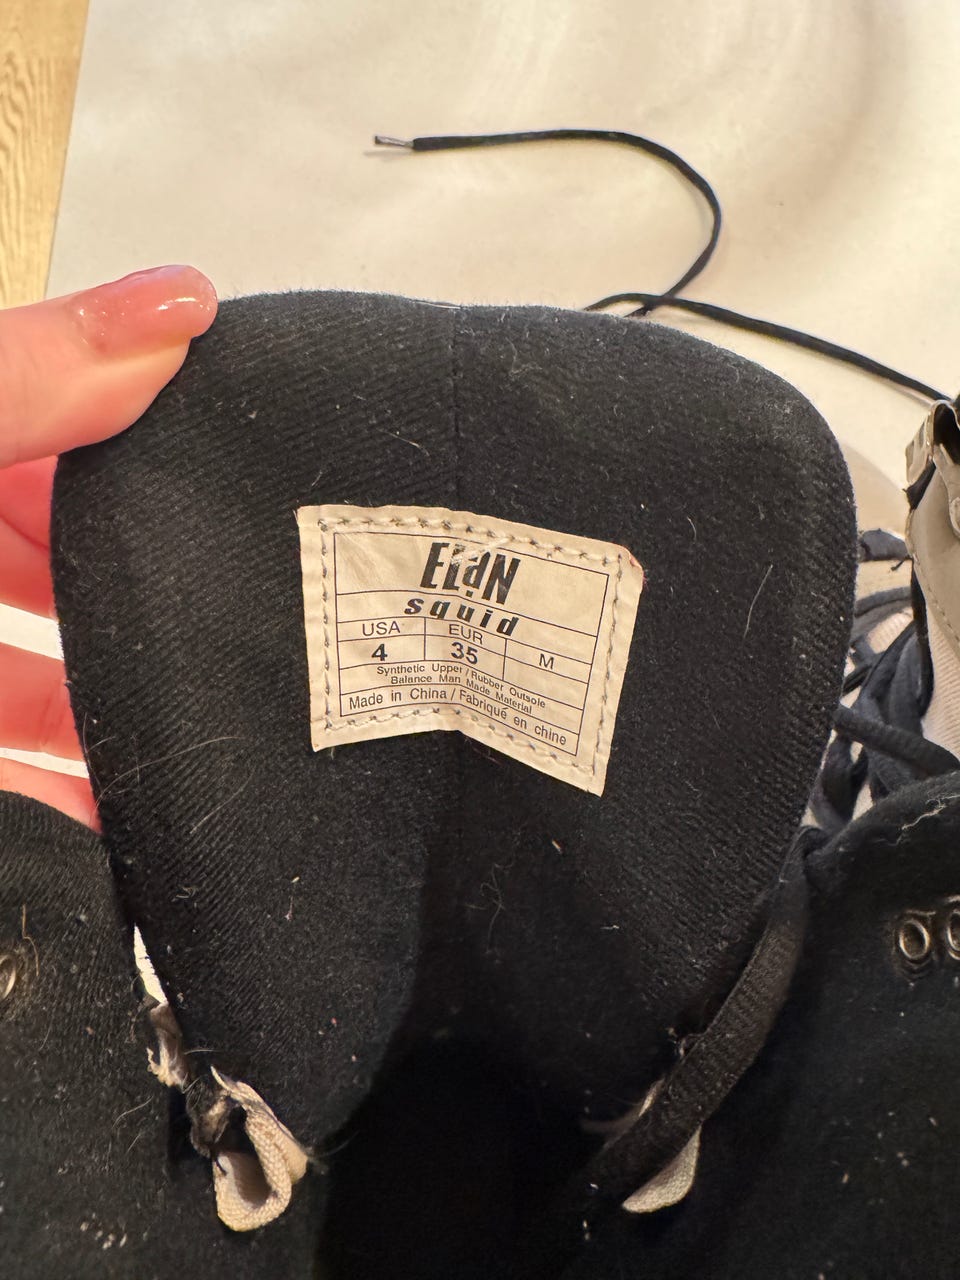 ELaN
squid
USA EUR M
4 35
Synthetic Upper / Rubber Outsole
Balance Man Made Material
Made in China / Fabriqué en chine